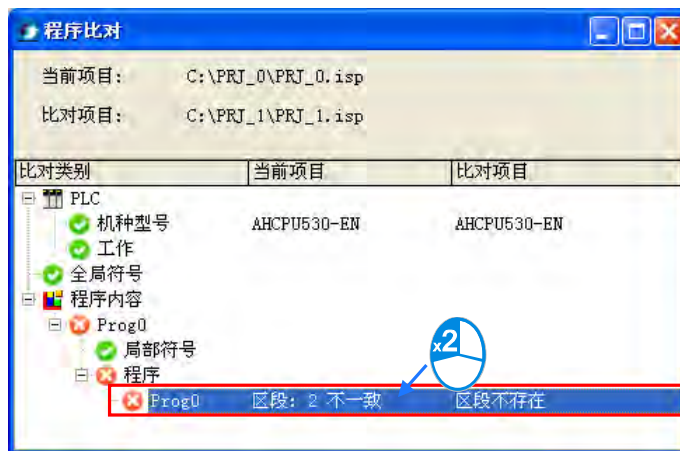 程序比对
当前项目: C:\PRJ_0\PRJ_0.isp
比对项目: C:\PRJ_1\PRJ_1.isp
比对类别 当前项目 比对项目
PLC
机种型号 AHCPU530-EN AHCPU530-EN
工作
全局符号
程序内容
Prog0
局部符号
x2
程序
Prog0 区段: 2 不一致 区段不存在